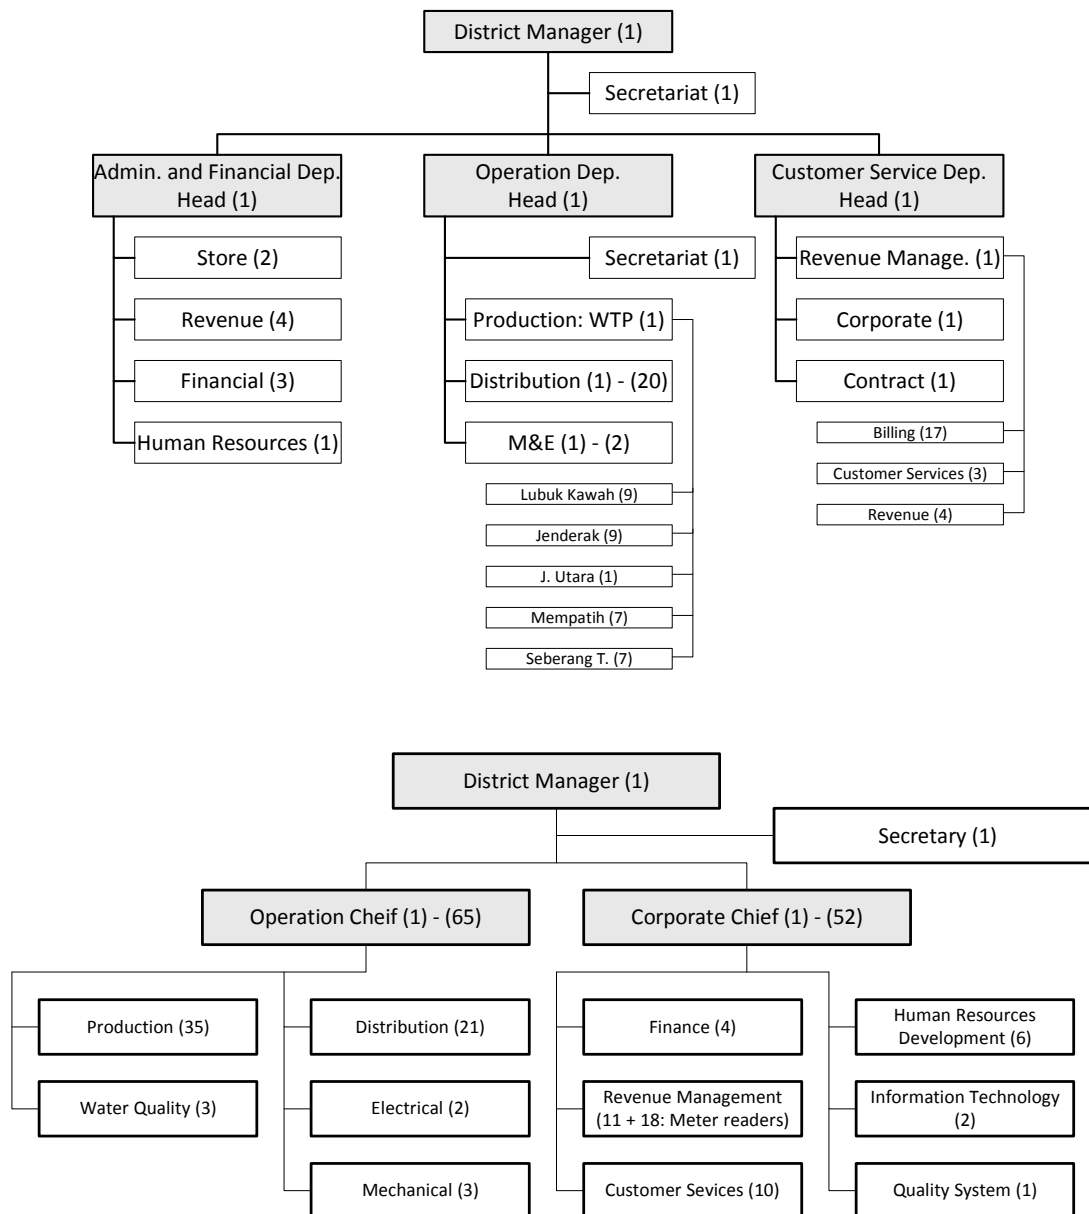 District Manager (1)
Secretariat (1)
Admin. and Financial Dep.
Head (1)
Operation Dep.
Head (1)
Customer Service Dep.
Head (1)
Store (2)
Revenue (4)
Financial (3)
Human Resources (1)
Secretariat (1)
Production: WTP (1)
Distribution (1) - (20)
M&E (1) - (2)
Lubuk Kawah (9)
Jenderak (9)
J. Utara (1)
Mempatih (7)
Seberang T. (7)
Revenue Manage. (1)
Corporate (1)
Contract (1)
Billing (17)
Customer Services (3)
Revenue (4)
District Manager (1)
Secretary (1)
Operation Cheif (1) - (65)
Corporate Chief (1) - (52)
Production (35)
Water Quality (3)
Distribution (21)
Electrical (2)
Mechanical (3)
Finance (4)
Revenue Management
(11 + 18: Meter readers)
Customer Sevices (10)
Human Resources
Development (6)
Information Technology
(2)
Quality System (1)